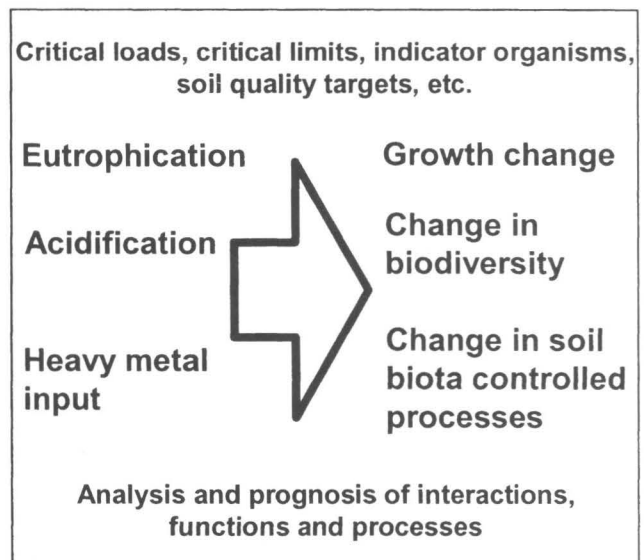 Critical loads, critical limits, indicator organisms,
soil quality targets, etc.
Eutrophication
Acidification
Heavy metal
input
Growth change
Change in
biodiversity
Change in soil
biota controlled
processes
Analysis and prognosis of interactions,
functions and processes